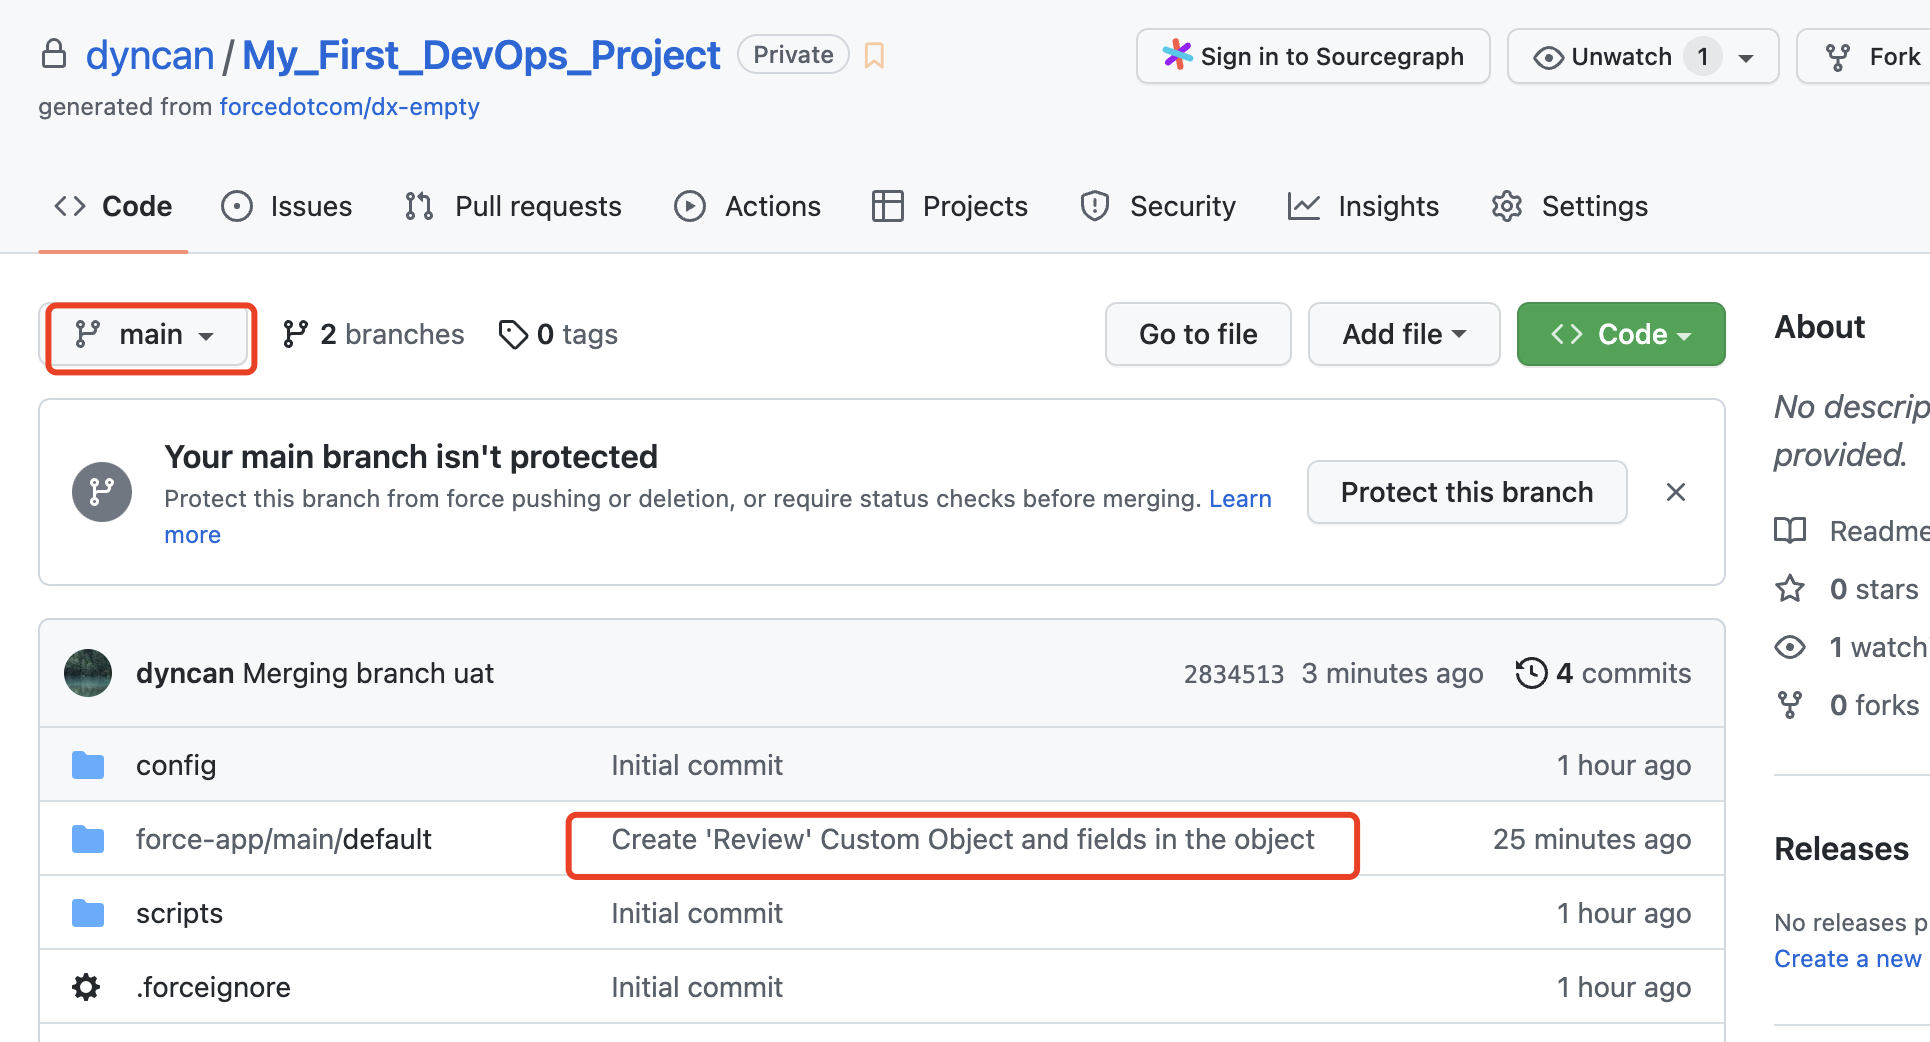 dyncan / My_First_DevOps_Project Private Sign in to Sourcegraph Unwatch 1 Fork
generated from forcedotcom/dx-empty
Code Issues Pull requests Actions Projects Security Insights Settings
main 2 branches 0 tags Go to file Add file Code
Your main branch isn't protected
Protect this branch from force pushing or deletion, or require status checks before merging. Learn
more
Protect this branch
dyncan Merging branch uat 2834513 3 minutes ago 4 commits
config Initial commit 1 hour ago
force-app/main/default Create 'Review' Custom Object and fields in the object 25 minutes ago
scripts Initial commit 1 hour ago
.forceignore Initial commit 1 hour ago
About
No descrip
provided.
Readme
0 stars
1 watch
0 forks
Releases
No releases p
Create a new